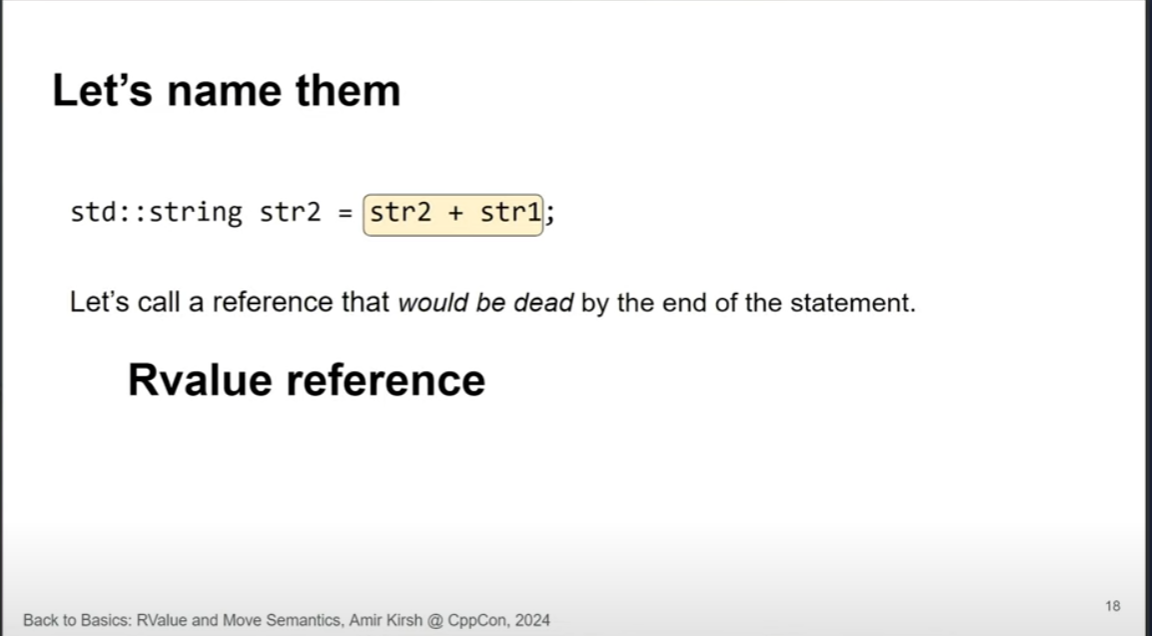 Let’s name them
std::string str2 = str2 + str1;
Let’s call a reference that would be dead by the end of the statement.
Rvalue reference
18
Back to Basics: RValue and Move Semantics, Amir Kirsh @ CppCon, 2024